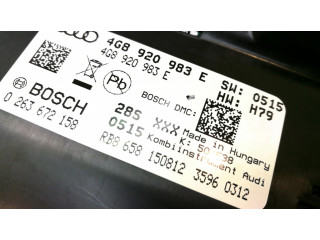 4G8 920 983 E
4G8 920 983 E
SW: 0515
HW: H79
Pb
BOSCH
BOSCH DMC:
0 263 672 158
285 XXX
0515
Made in Hungary
Kombiinstrument Audi
RB8 658 150812 3596 0312